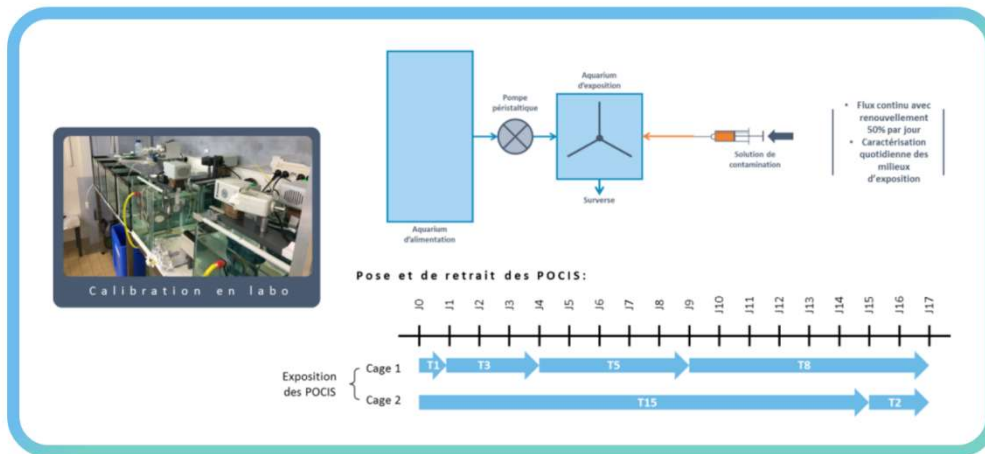 Aquarium
d'exposition
Pompe
péristaltique
• Flux continu avec
renouvellement
50% par jour
• Caractérisation
quotidienne des
milieux
d'exposition
Solution de
contamination
Surverse
Aquarium
d'alimentation
Calibration en labo
Pose et de retrait des POCIS:
J0 J1 J2 J3 J4 J5 J6 J7 J8 J9 J10 J11 J12 J13 J14 J15 J16 J17
Exposition
des POCIS
Cage 1
T1 T3 T5 T8
Cage 2
T15 T2